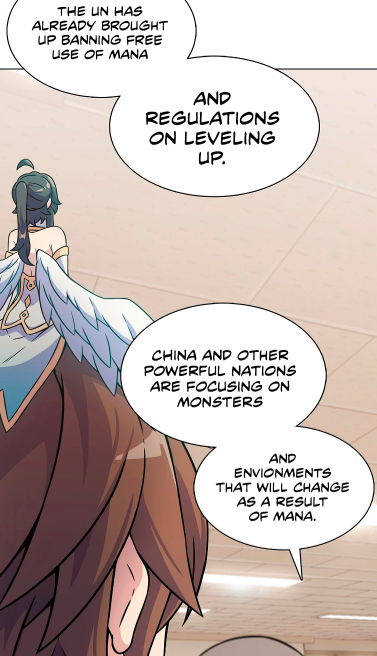 THE UN HAS
ALREADY BROUGHT
UP BANNING FREE
USE OF MANA
AND
REGULATIONS
ON LEVELING
UP.
CHINA AND OTHER
POWERFUL NATIONS
ARE FOCUSING ON
MONSTERS
AND
ENVIONMENTS
THAT WILL CHANGE
AS A RESULT
OF MANA.